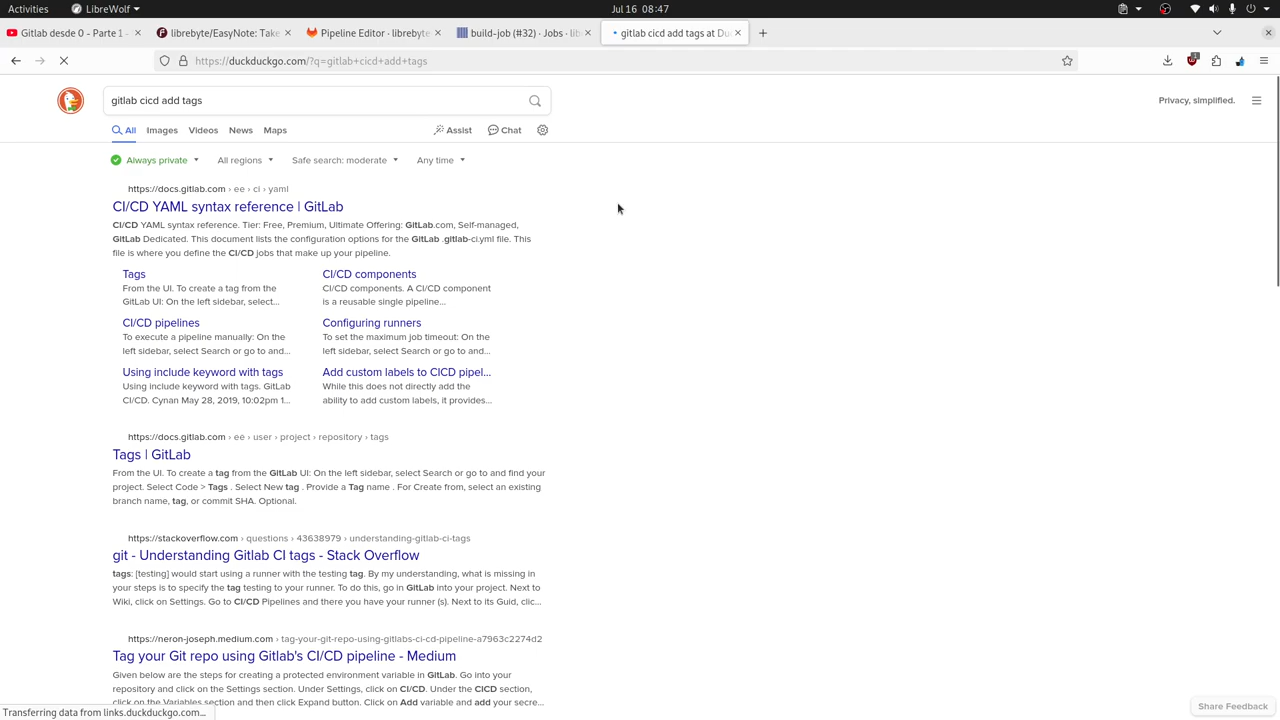 Activities
LibreWolf
Jul 16 08:47
Gitlab desde 0 - Parte 1 -
librebyte/EasyNote: Take
Pipeline Editor · librebyte
build-job (#32) · Jobs · lib
gitlab cicd add tags at Du
https://duckduckgo.com/?q=gitlab+cicd+add+tags
1
gitlab cicd add tags
Privacy, simplified.
All Images Videos News Maps
Assist Chat
Always private All regions Safe search: moderate Any time
https://docs.gitlab.com › ee › ci › yaml
CI/CD YAML syntax reference | GitLab
CI/CD YAML syntax reference. Tier: Free, Premium, Ultimate Offering: GitLab.com, Self-managed,
GitLab Dedicated. This document lists the configuration options for the GitLab .gitlab-ci.yml file. This
file is where you define the CI/CD jobs that make up your pipeline.
Tags
From the UI. To create a tag from the
GitLab UI: On the left sidebar, select...
CI/CD components
CI/CD components. A CI/CD component
is a reusable single pipeline...
CI/CD pipelines
To execute a pipeline manually: On the
left sidebar, select Search or go to and...
Configuring runners
To set the maximum job timeout: On the
left sidebar, select Search or go to and...
Using include keyword with tags
Using include keyword with tags. GitLab
CI/CD. Cynan May 28, 2019, 10:02pm 1...
Add custom labels to CICD pipel...
While this does not directly add the
ability to add custom labels, it provides...
https://docs.gitlab.com › ee › user › project › repository › tags
Tags | GitLab
From the UI. To create a tag from the GitLab UI: On the left sidebar, select Search or go to and find your
project. Select Code > Tags . Select New tag . Provide a Tag name . For Create from, select an existing
branch name, tag, or commit SHA. Optional.
https://stackoverflow.com › questions › 43638979 › understanding-gitlab-ci-tags
git - Understanding Gitlab CI tags - Stack Overflow
tags: [testing] would start using a runner with the testing tag. By my understanding, what is missing in
your steps is to specify the tag testing to your runner. To do this, go in GitLab into your project. Next to
Wiki, click on Settings. Go to CI/CD Pipelines and there you have your runner (s). Next to its Guid, clic...
https://neron-joseph.medium.com › tag-your-git-repo-using-gitlabs-ci-cd-pipeline-a7963c2274d2
Tag your Git repo using Gitlab's CI/CD pipeline - Medium
Given below are the steps for creating a protected environment variable in GitLab. Go into your
repository and click on the Settings section. Under Settings, click on CI/CD. Under the CICD section,
click on the Variables section and then click Expand button. Click on Add variable and add your secre...
Share Feedback
Transferring data from links.duckduckgo.com...